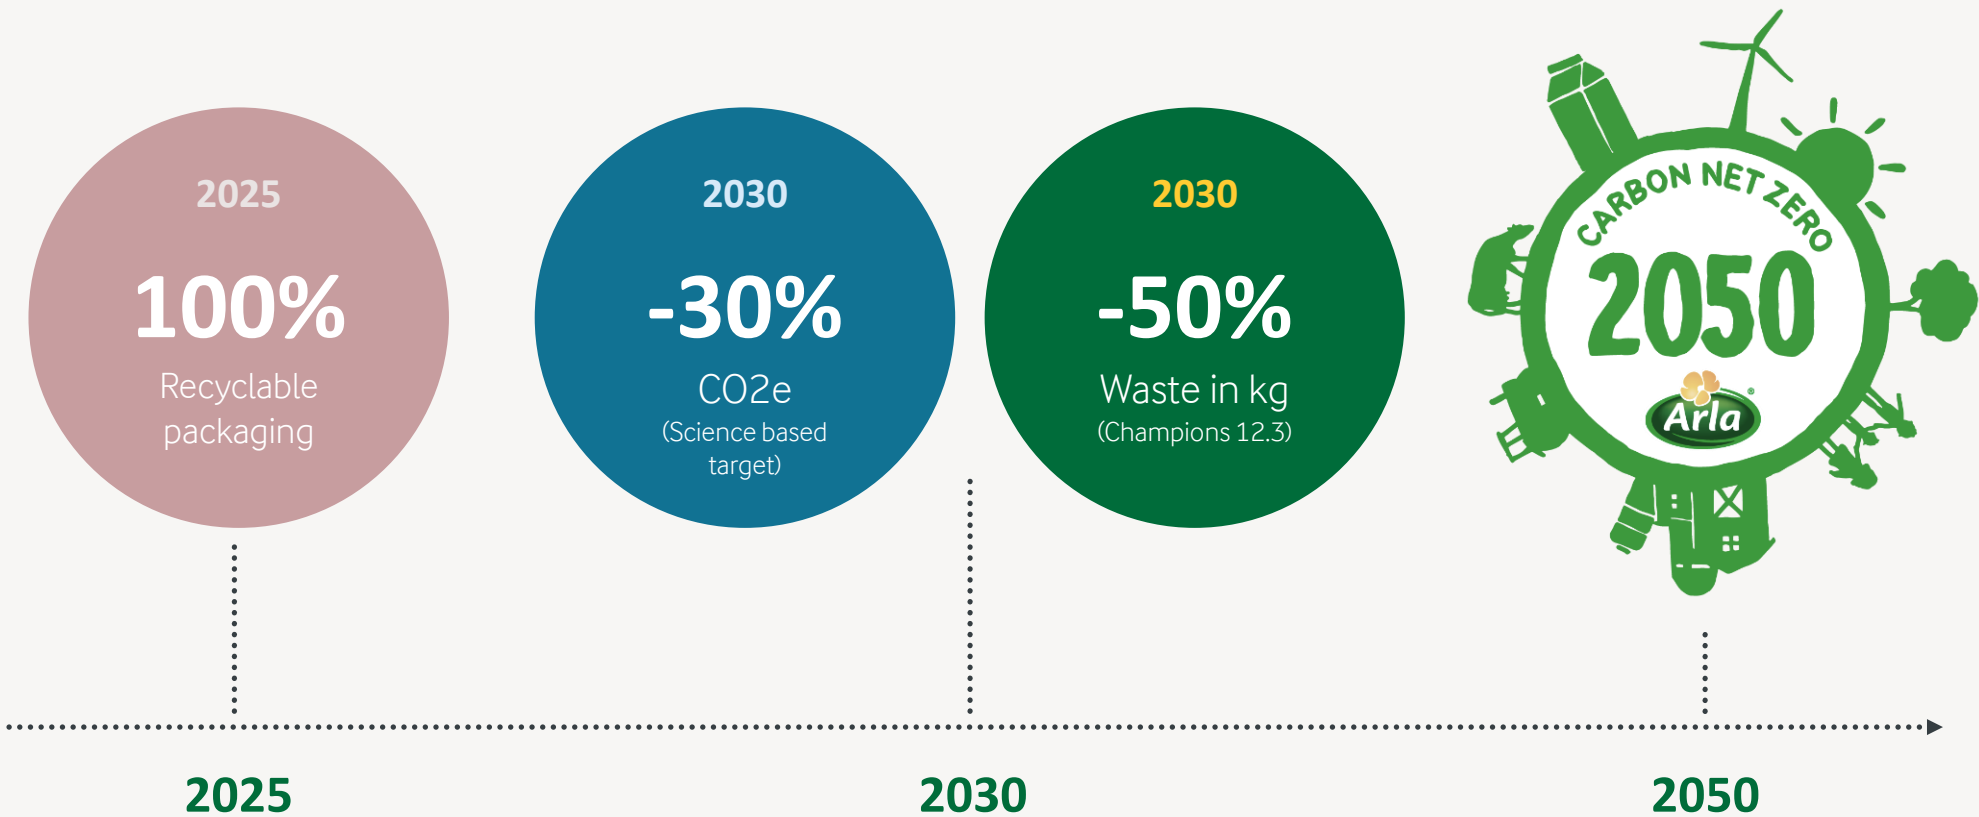 2025
100%
Recyclable
packaging
2030
-30%
CO2e
(Science based
target)
2030
-50%
Waste in kg
(Champions 12.3)
CARBON NET ZERO
2050
Arla®
2025
2030
2050